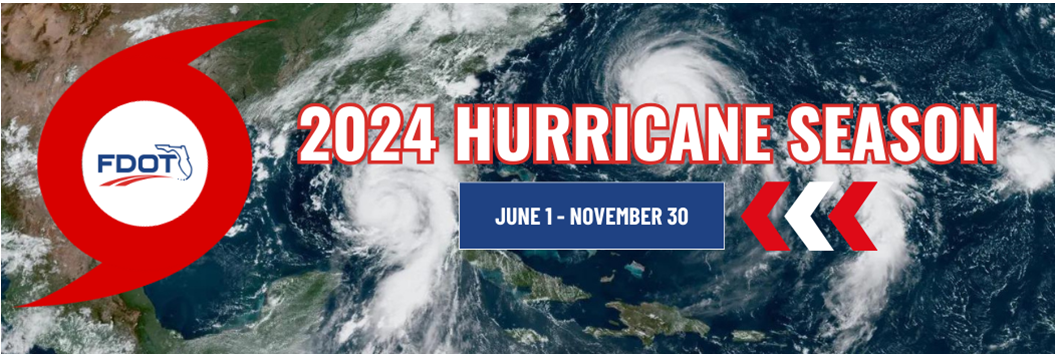 FDOT
2024 HURRICANE SEASON
JUNE 1 - NOVEMBER 30